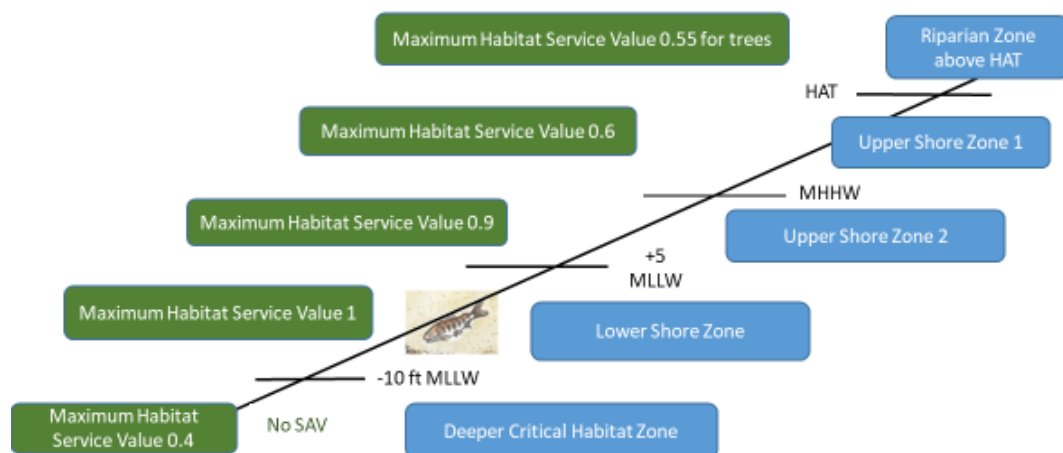 Maximum Habitat Service Value 0.55 for trees
Riparian Zone
above HAT
HAT
Maximum Habitat Service Value 0.6
Upper Shore Zone 1
MHHW
Maximum Habitat Service Value 0.9
Upper Shore Zone 2
+5
MLLW
Maximum Habitat Service Value 1
Lower Shore Zone
-10 ft MLLW
Maximum Habitat
Service Value 0.4
No SAV
Deeper Critical Habitat Zone